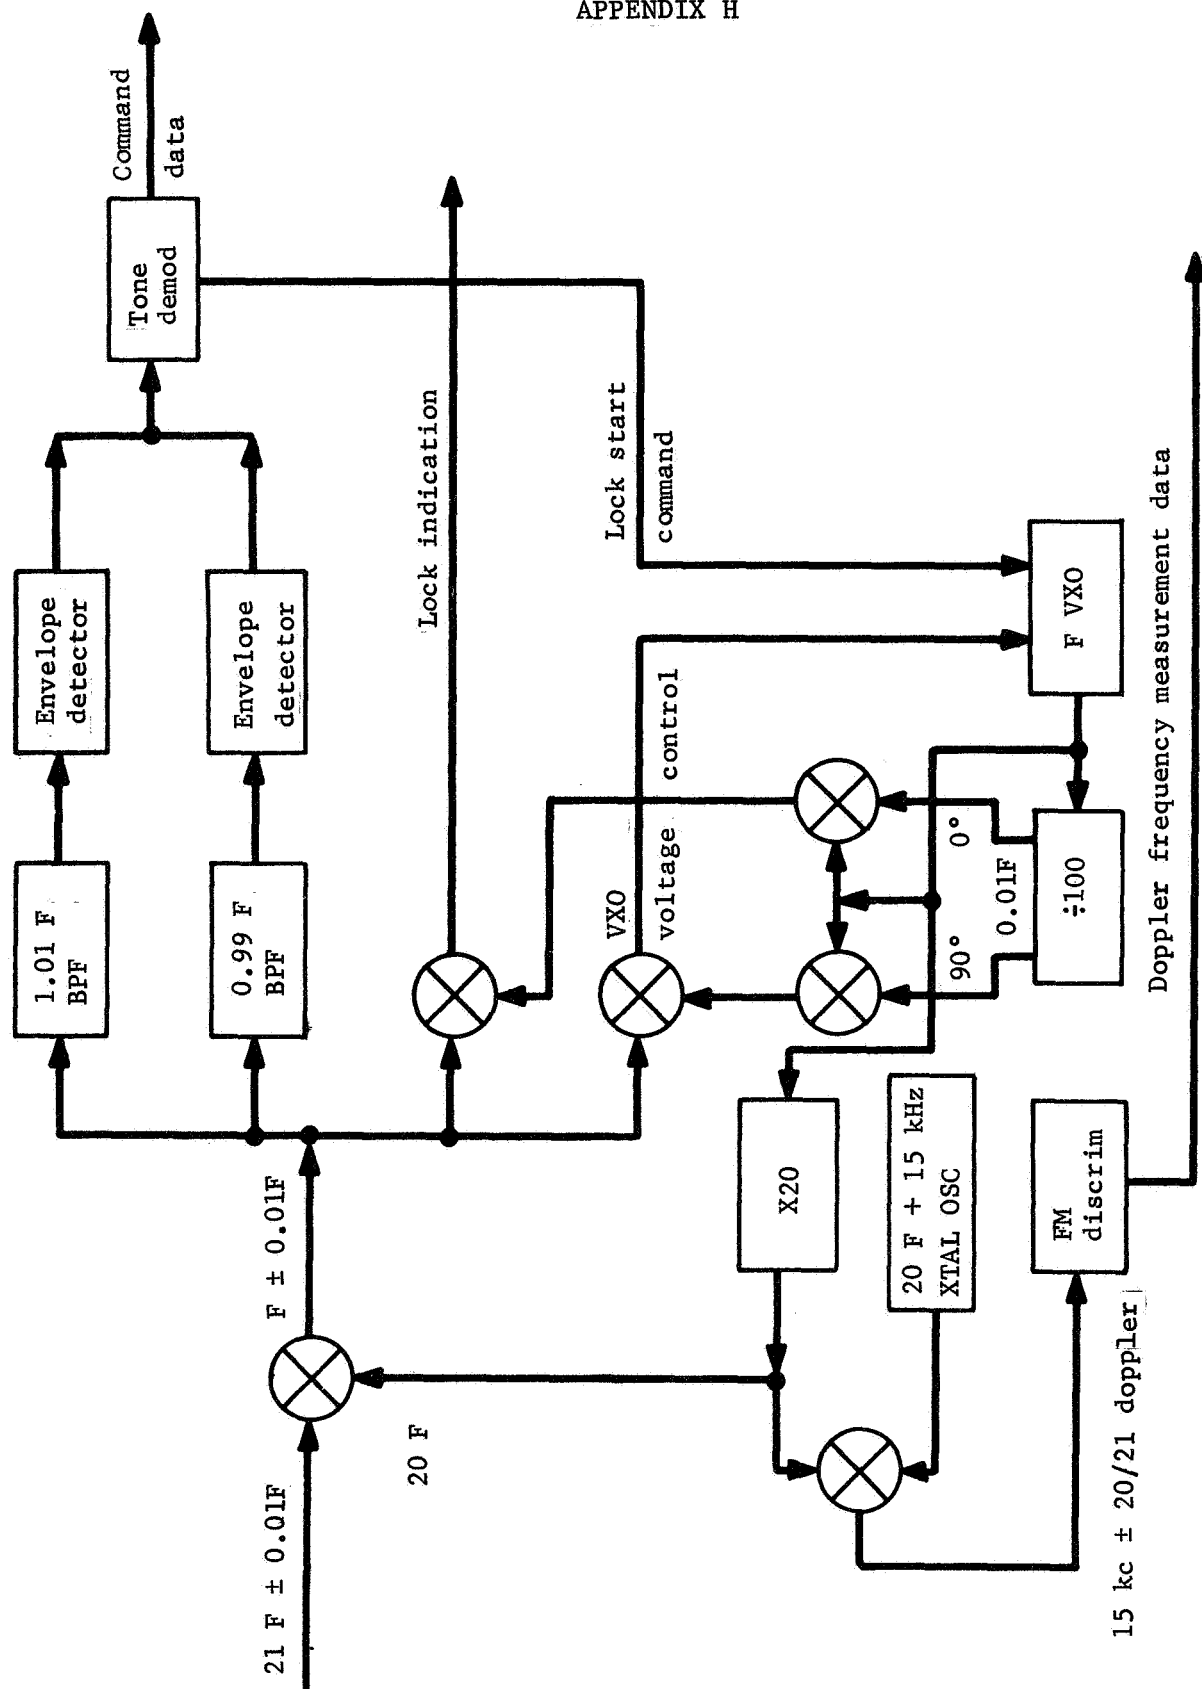 APPENDIX H
Command
data
Tone
demod
Envelope
detector
Envelope
detector
1.01 F
BPF
0.99 F
BPF
Lock indication
Lock start
command
VXO control
voltage
F VXO
÷100
0.01F
0°
90°
F ± 0.01F
21 F ± 0.01F
20 F
X20
20 F + 15 kHz
XTAL OSC
FM
discrim
15 kc ± 20/21 doppler
Doppler frequency measurement data